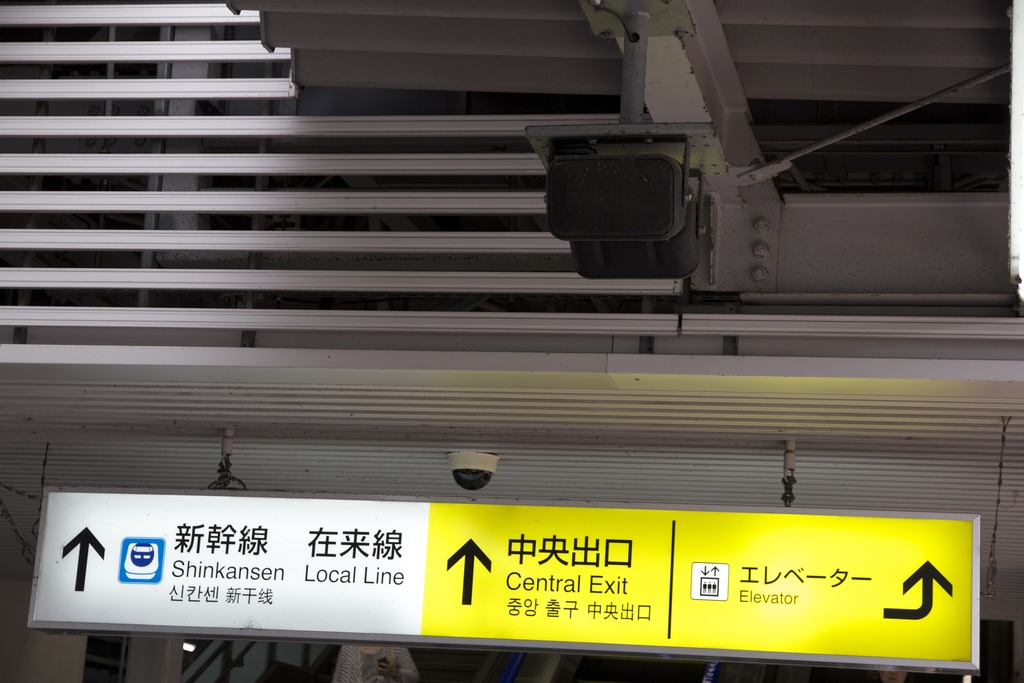 新幹線 在来線
Shinkansen Local Line
신칸센 新干线
中央出口
Central Exit
중앙 출구 中央出口
エレベーター
Elevator